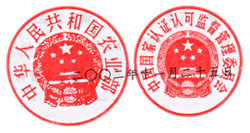 中华人民共和国农业部
中国国家认证认可监督管理委员会
二〇〇二年十一月二十五日